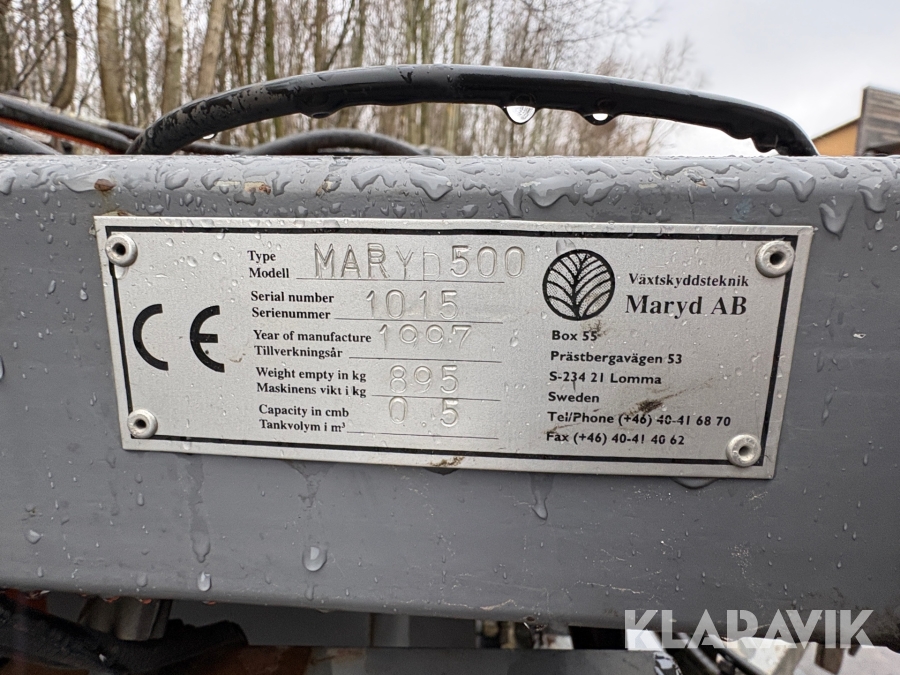 CE
Type
Modell MARYD 500
Serial number
Serienummer 1015
Year of manufacture
Tillverkningsår 1997
Weight empty in kg
Maskinens vikt i kg 895
Capacity in cmb
Tankvolym i m³ 0.5
Växtskyddsteknik
Maryd AB
Box 55
Prästbergavägen 53
S-234 21 Lomma
Sweden
Tel/Phone (+46) 40-41 68 70
Fax (+46) 40-41 40 62
KLARAVIK